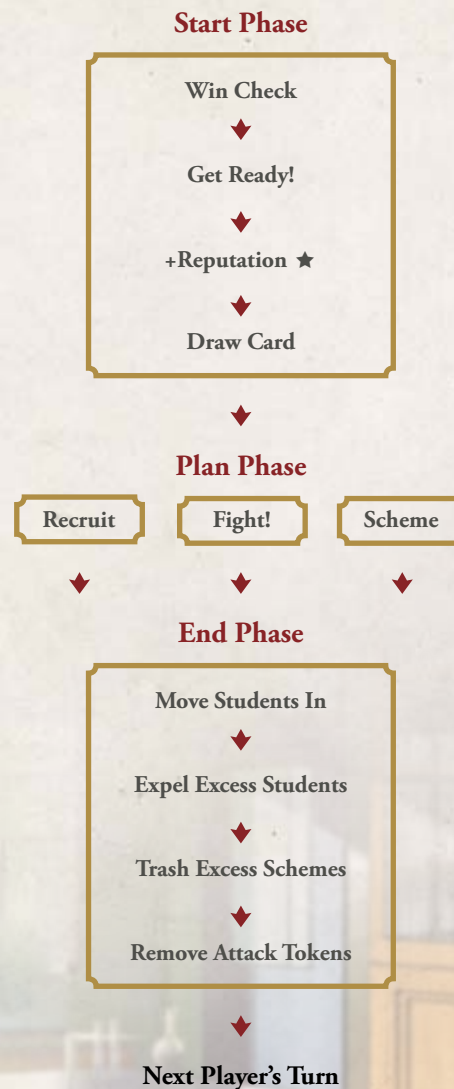 Start Phase
Win Check
Get Ready!
+Reputation ★
Draw Card
Plan Phase
Recruit
Fight!
Scheme
End Phase
Move Students In
Expel Excess Students
Trash Excess Schemes
Remove Attack Tokens
Next Player's Turn